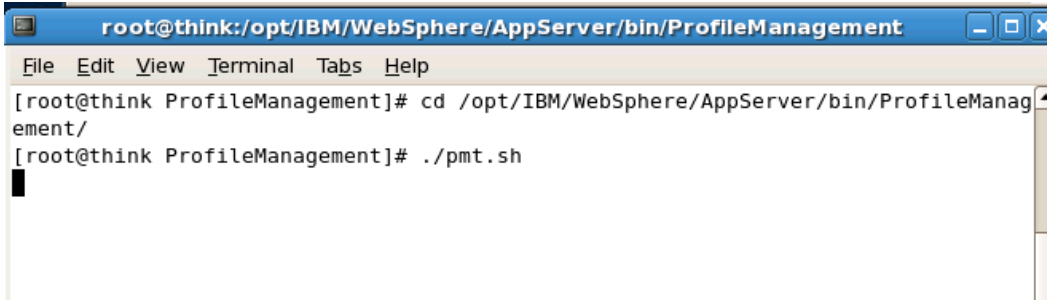 root@think:/opt/IBM/WebSphere/AppServer/bin/ProfileManagement
File Edit View Terminal Tabs Help
[root@think ProfileManagement]# cd /opt/IBM/WebSphere/AppServer/bin/ProfileManag
ement/
[root@think ProfileManagement]# ./pmt.sh